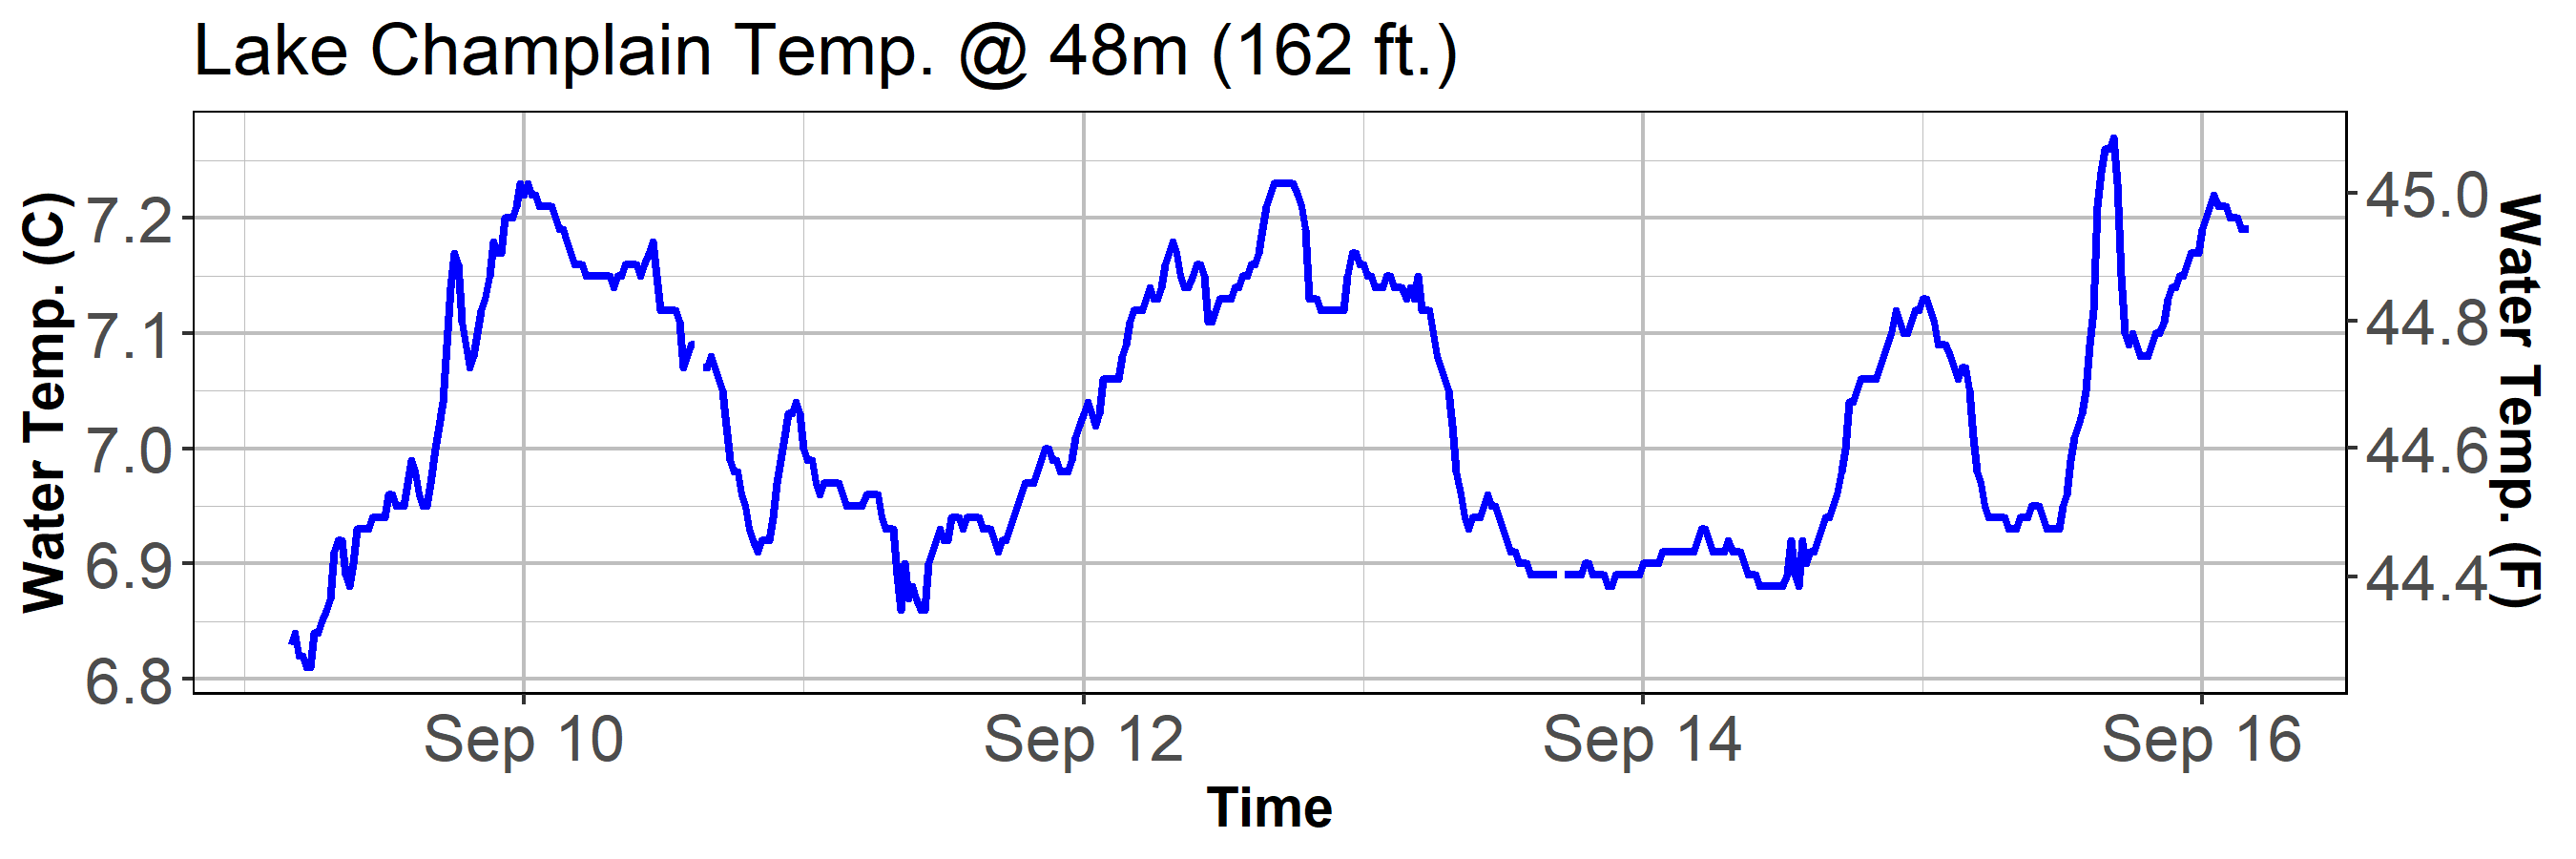 Lake Champlain Temp. @ 48m (162 ft.)
Water Temp. (C)
7.2
7.1
7.0
6.9
6.8
45.0
44.8
44.6
44.4
Water Temp. (F)
Sep 10 Sep 12 Sep 14 Sep 16
Time